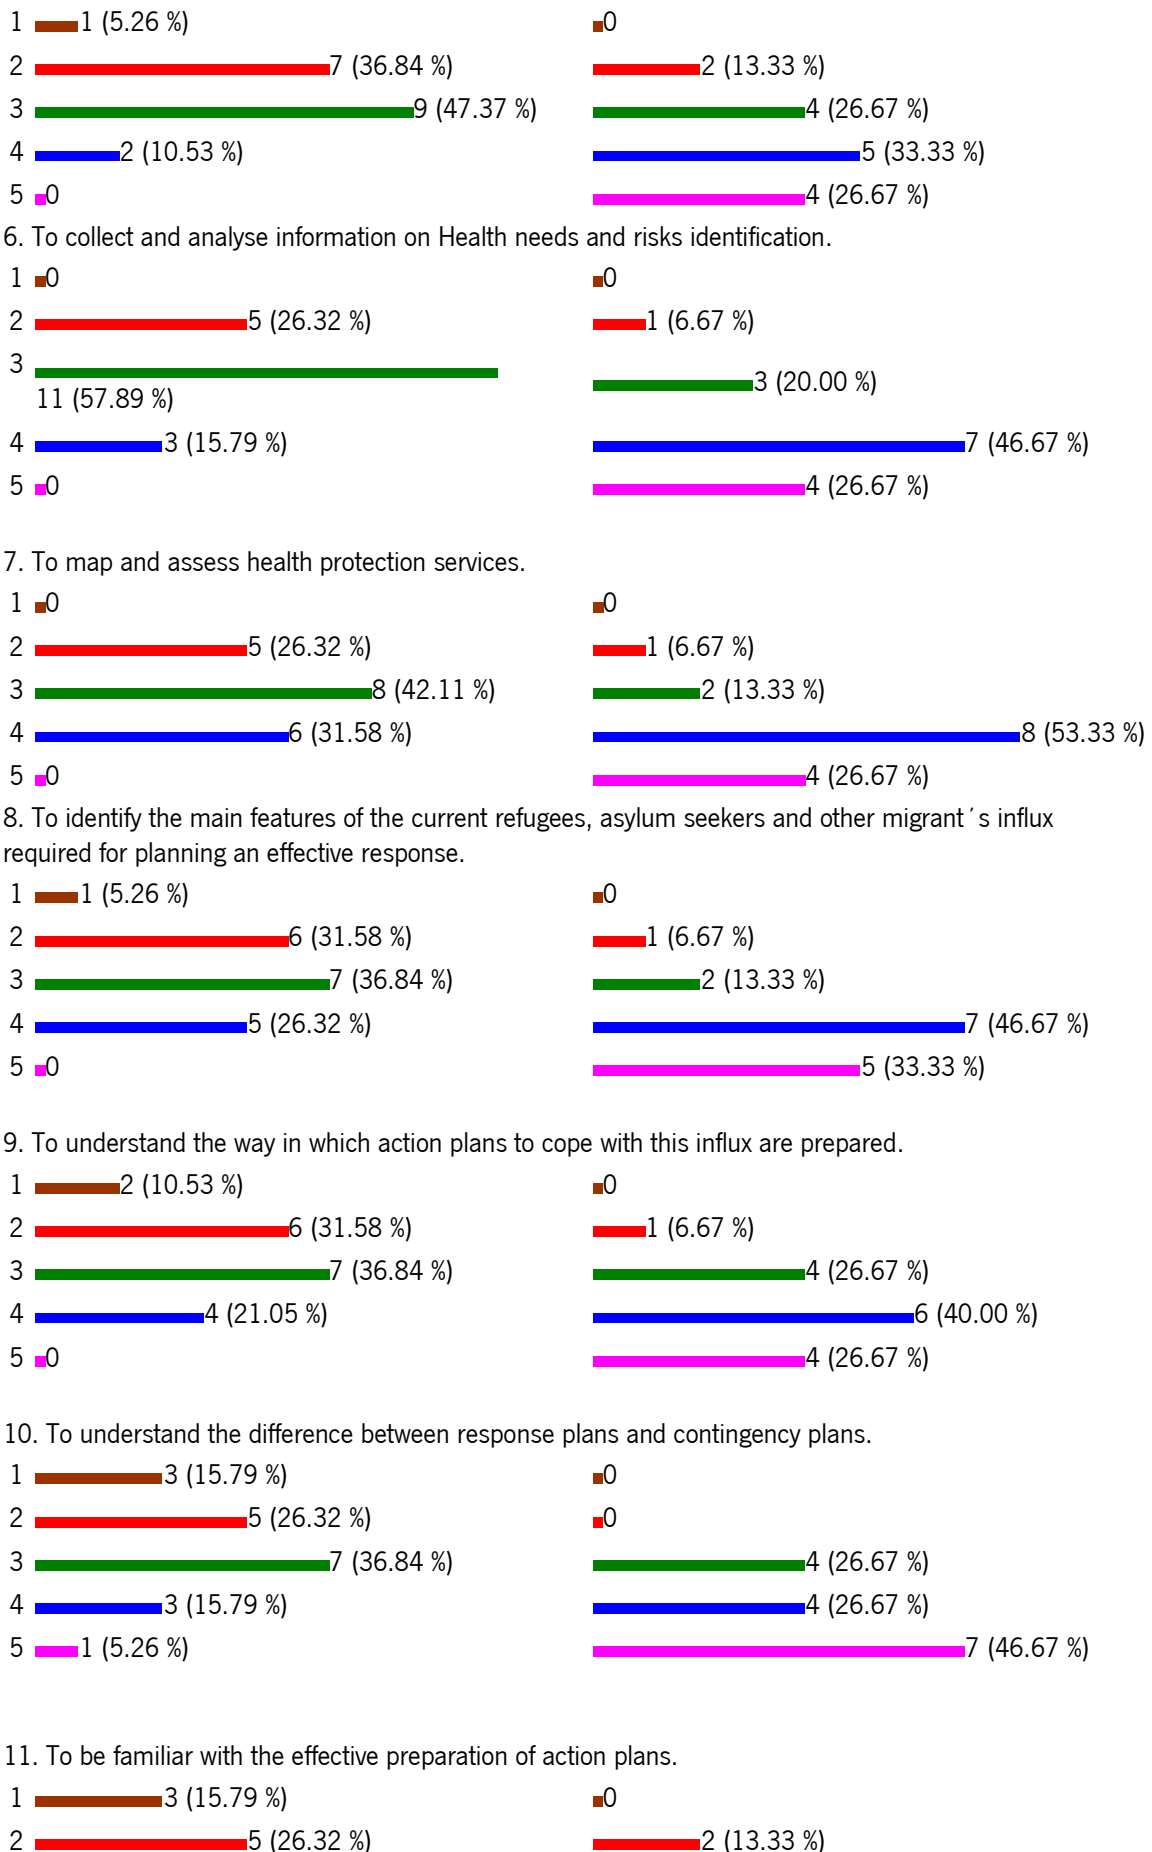 1 1 (5.26 %) 0
2 7 (36.84 %) 2 (13.33 %)
3 9 (47.37 %) 4 (26.67 %)
4 2 (10.53 %) 5 (33.33 %)
5 0 4 (26.67 %)
6. To collect and analyse information on Health needs and risks identification.
1 0 0
2 5 (26.32 %) 1 (6.67 %)
3 3 (20.00 %)
11 (57.89 %)
4 3 (15.79 %) 7 (46.67 %)
5 0 4 (26.67 %)
7. To map and assess health protection services.
1 0 0
2 5 (26.32 %) 1 (6.67 %)
3 8 (42.11 %) 2 (13.33 %)
4 6 (31.58 %) 8 (53.33 %)
5 0 4 (26.67 %)
8. To identify the main features of the current refugees, asylum seekers and other migrant´s influx
required for planning an effective response.
1 1 (5.26 %) 0
2 6 (31.58 %) 1 (6.67 %)
3 7 (36.84 %) 2 (13.33 %)
4 5 (26.32 %) 7 (46.67 %)
5 0 5 (33.33 %)
9. To understand the way in which action plans to cope with this influx are prepared.
1 2 (10.53 %) 0
2 6 (31.58 %) 1 (6.67 %)
3 7 (36.84 %) 4 (26.67 %)
4 4 (21.05 %) 6 (40.00 %)
5 0 4 (26.67 %)
10. To understand the difference between response plans and contingency plans.
1 3 (15.79 %) 0
2 5 (26.32 %) 0
3 7 (36.84 %) 4 (26.67 %)
4 3 (15.79 %) 4 (26.67 %)
5 1 (5.26 %) 7 (46.67 %)
11. To be familiar with the effective preparation of action plans.
1 3 (15.79 %) 0
2 5 (26.32 %) 2 (13.33 %)